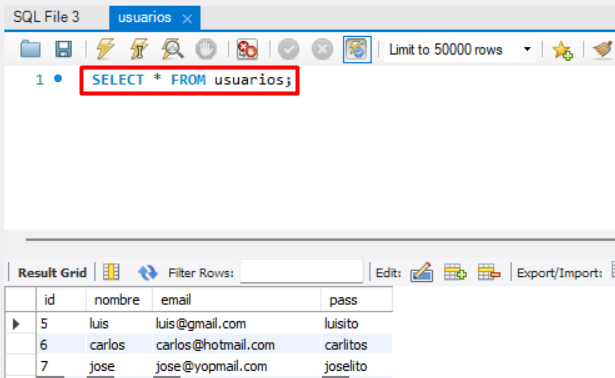 SQL File 3 usuarios
Limit to 50000 rows
1 SELECT * FROM usuarios;
Result Grid Filter Rows: Edit: Export/Import:
id nombre email pass
5 luis luis@gmail.com luisito
6 carlos carlos@hotmail.com carlitos
7 jose jose@yopmail.com joselito